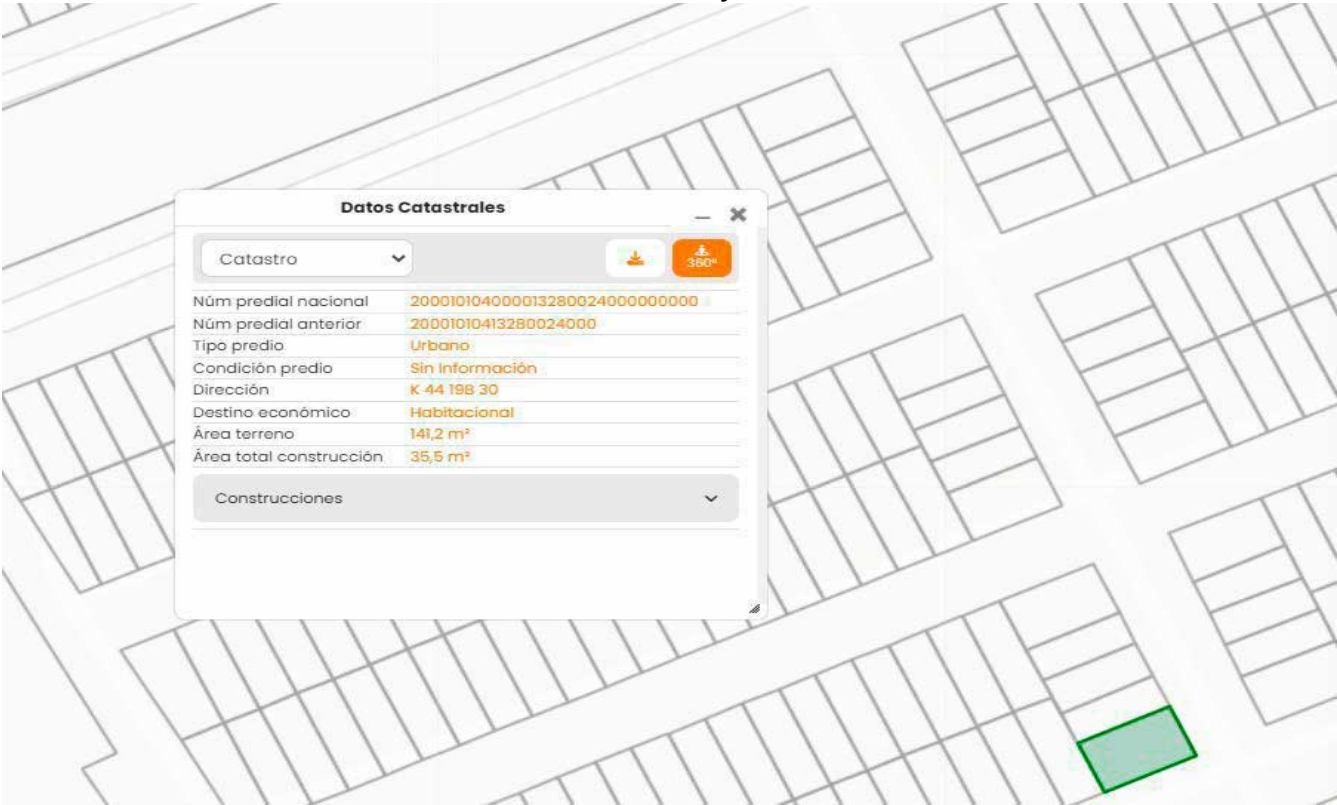 Datos Catastrales
Catastro
360°
Núm predial nacional 200010104000013280024000000000
Núm predial anterior 20001010413280024000
Tipo predio Urbano
Condición predio Sin Información
Dirección K 44 19B 30
Destino económico Habitacional
Área terreno 141,2 m²
Área total construcción 35,5 m²
Construcciones